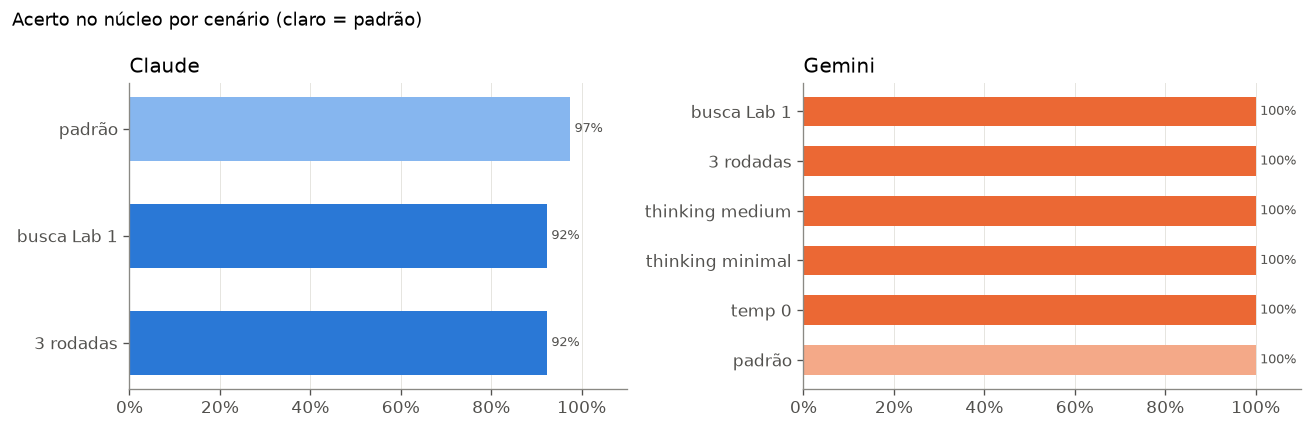 Acerto no núcleo por cenário (claro = padrão)
Claude
padrão 97%
busca Lab 1 92%
3 rodadas 92%
0% 20% 40% 60% 80% 100%
Gemini
busca Lab 1 100%
3 rodadas 100%
thinking medium 100%
thinking minimal 100%
temp 0 100%
padrão 100%
0% 20% 40% 60% 80% 100%